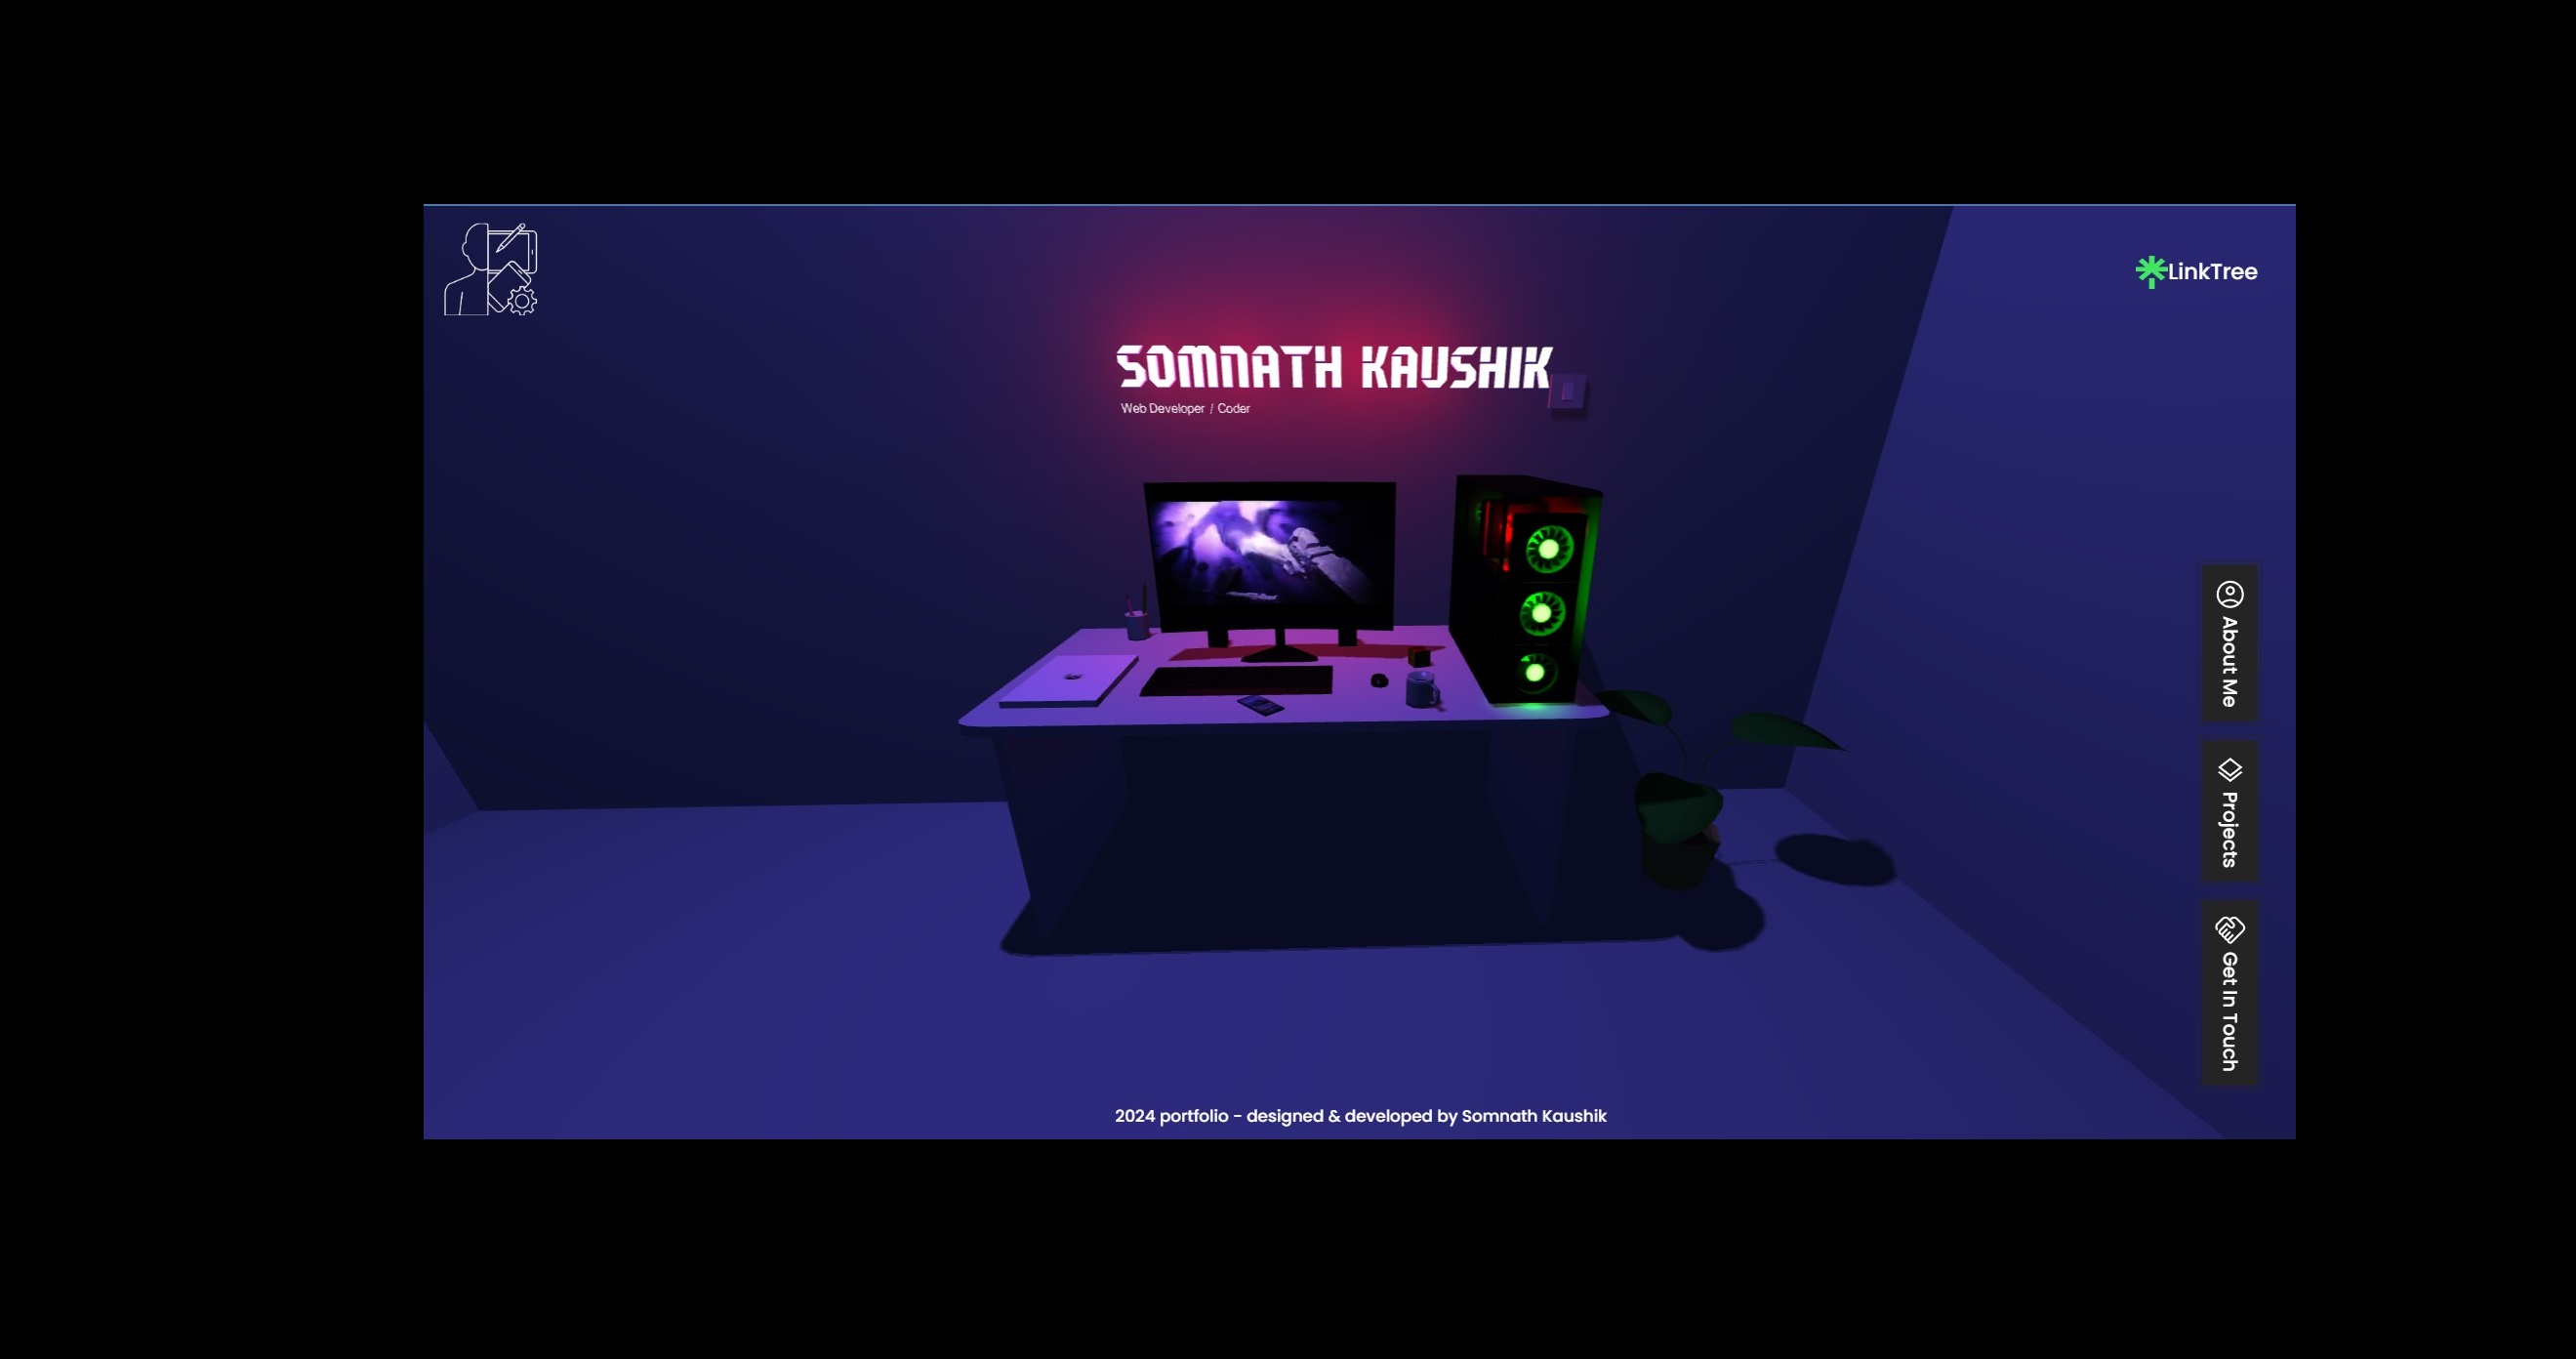 LinkTree
SOMNATH KAUSHIK
Web Developer / Coder
About Me
Projects
Get In Touch
2024 portfolio - designed & developed by Somnath Kaushik